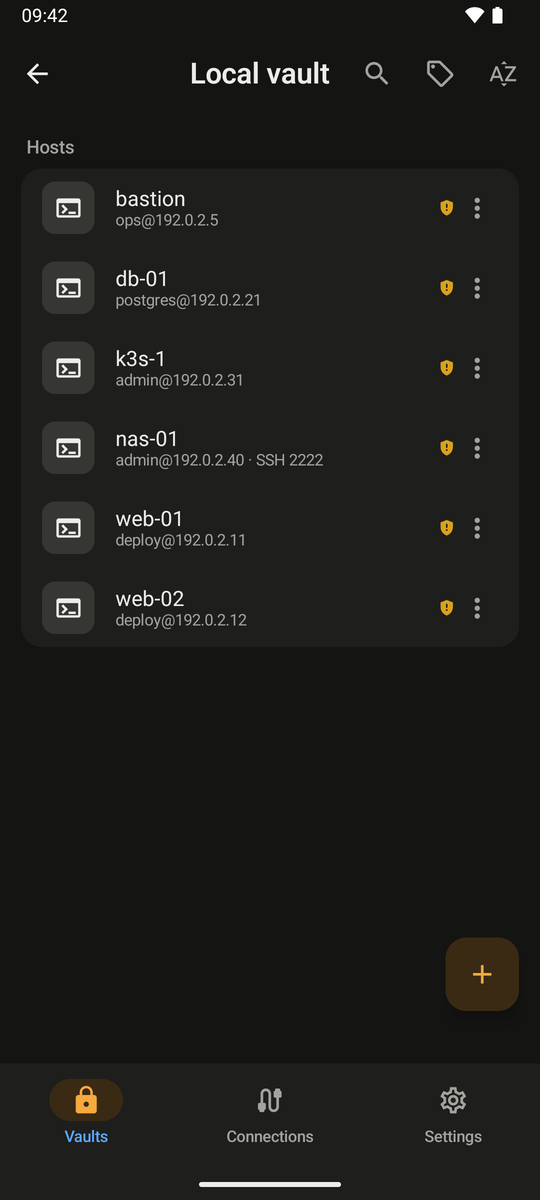 09:42
Local vault
AZ
Hosts
bastion
ops@192.0.2.5
db-01
postgres@192.0.2.21
k3s-1
admin@192.0.2.31
nas-01
admin@192.0.2.40 · SSH 2222
web-01
deploy@192.0.2.11
web-02
deploy@192.0.2.12
Vaults
Connections
Settings